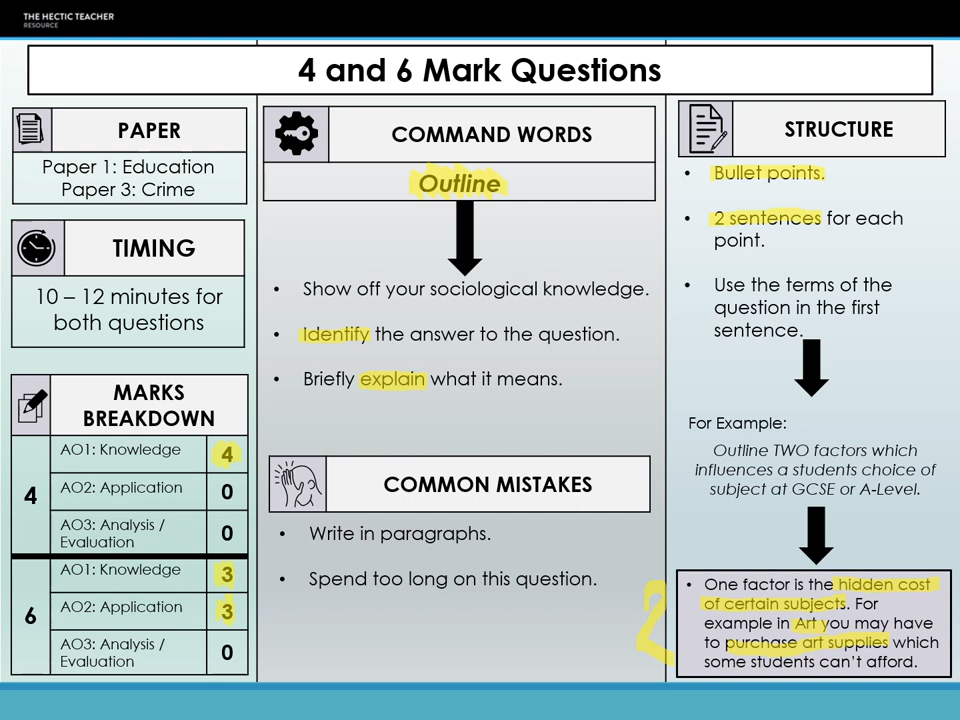 THE HECTIC TEACHER
RESOURCE
4 and 6 Mark Questions
PAPER
Paper 1: Education
Paper 3: Crime
TIMING
10 – 12 minutes for
both questions
MARKS
BREAKDOWN
4
AO1: Knowledge 4
AO2: Application 0
AO3: Analysis /
Evaluation 0
6
AO1: Knowledge 3
AO2: Application 3
AO3: Analysis /
Evaluation 0
COMMAND WORDS
Outline
• Show off your sociological knowledge.
• Identify the answer to the question.
• Briefly explain what it means.
COMMON MISTAKES
• Write in paragraphs.
• Spend too long on this question.
STRUCTURE
• Bullet points.
• 2 sentences for each
point.
• Use the terms of the
question in the first
sentence.
For Example:
Outline TWO factors which
influences a students choice of
subject at GCSE or A-Level.
2
• One factor is the hidden cost
of certain subjects. For
example in Art you may have
to purchase art supplies which
some students can't afford.